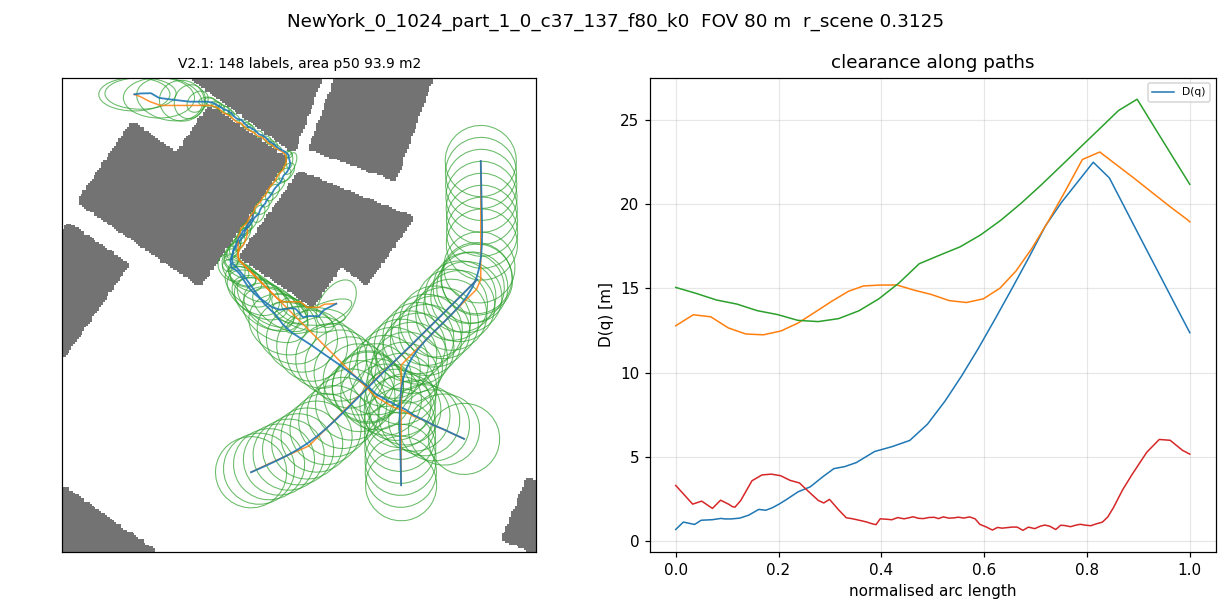 NewYork_0_1024_part_1_0_c37_137_f80_k0 FOV 80 m r_scene 0.3125
V2.1: 148 labels, area p50 93.9 m2
clearance along paths
D(q)
D(q) [m]
25
20
15
10
5
0
0.0 0.2 0.4 0.6 0.8 1.0
normalised arc length